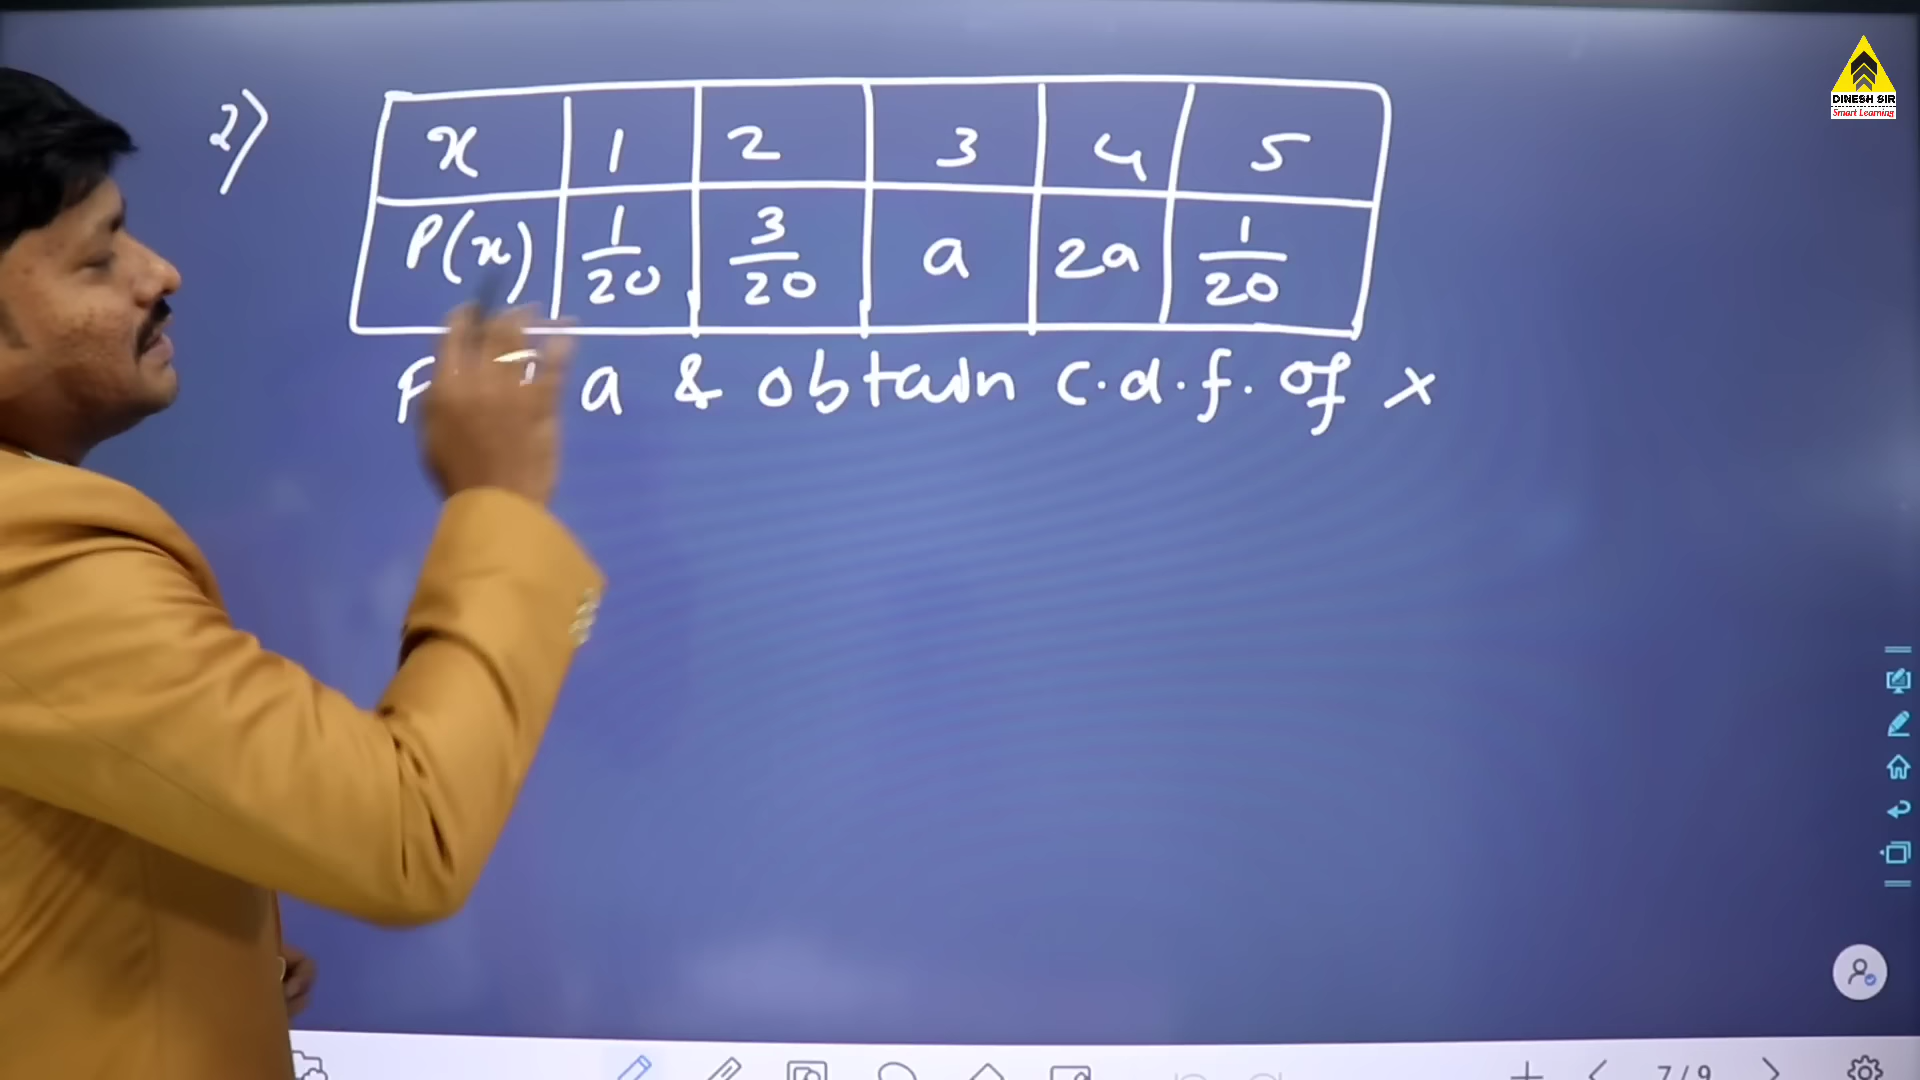 2)
x 1 2 3 4 5
P(x) 1/20 3/20 a 2a 1/20
a & obtain c.d.f. of x
DINESH SIR
Smart Learning
7/9